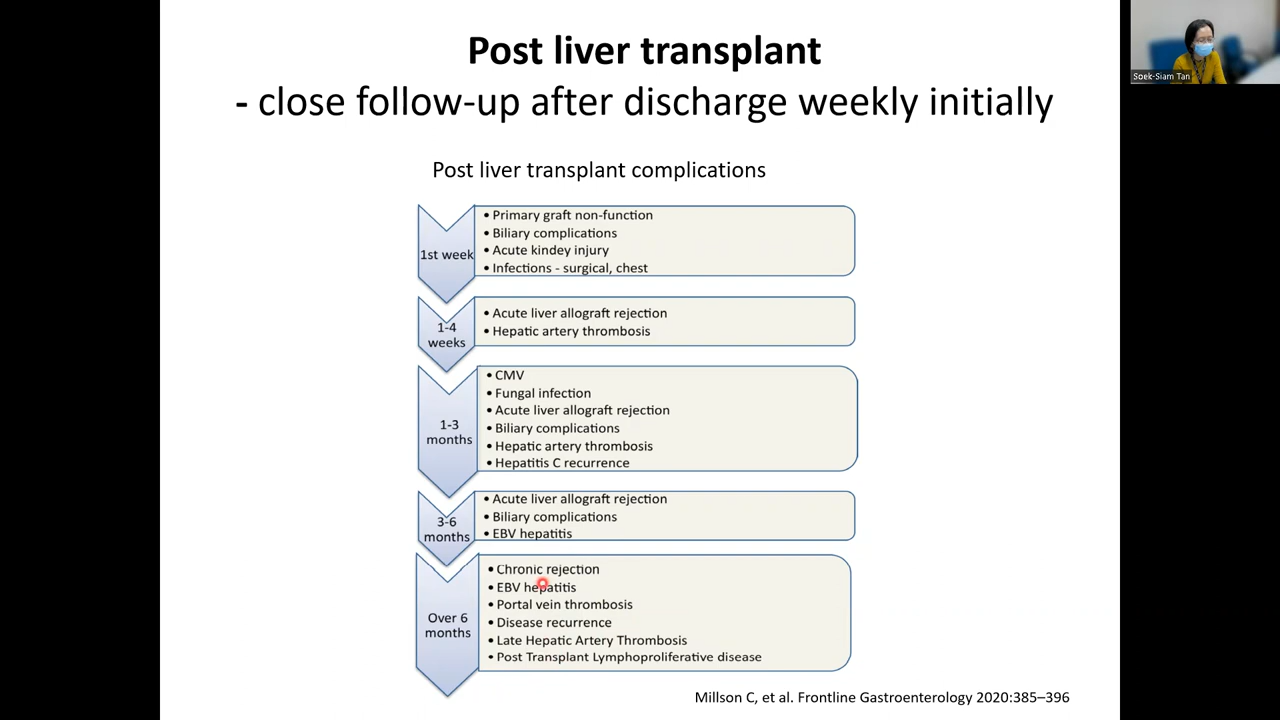 Post liver transplant
- close follow-up after discharge weekly initially
Soek-Siam Tan
Post liver transplant complications
1st week
• Primary graft non-function
• Biliary complications
• Acute kindey injury
• Infections - surgical, chest
1-4
weeks
• Acute liver allograft rejection
• Hepatic artery thrombosis
1-3
months
• CMV
• Fungal infection
• Acute liver allograft rejection
• Biliary complications
• Hepatic artery thrombosis
• Hepatitis C recurrence
3-6
months
• Acute liver allograft rejection
• Biliary complications
• EBV hepatitis
Over 6
months
• Chronic rejection
• EBV hepatitis
• Portal vein thrombosis
• Disease recurrence
• Late Hepatic Artery Thrombosis
• Post Transplant Lymphoproliferative disease
Millson C, et al. Frontline Gastroenterology 2020:385–396